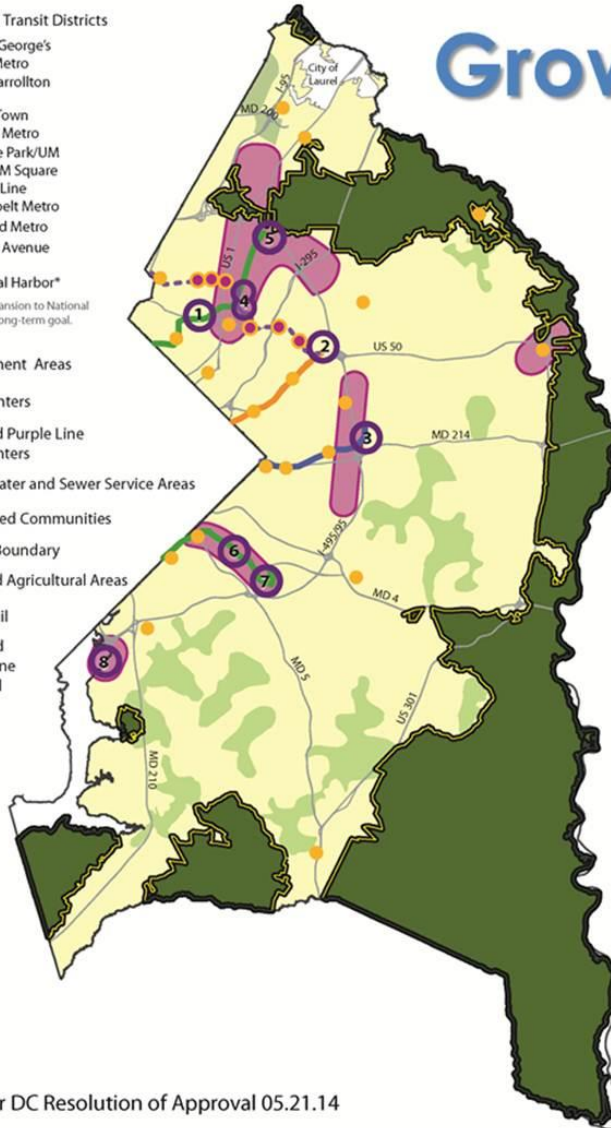 Transit Districts
George's
Metro
arrollton
Town
Metro
e Park/UM
M Square
Line
belt Metro
d Metro
Avenue
al Harbor*
ansion to National
ong-term goal.
ment Areas
nters
d Purple Line
nters
ater and Sewer Service Areas
ed Communities
Boundary
d Agricultural Areas
il
d
ne
l
Grov
City of
Laurel
I-95
MD 200
US 1
I-295
5
4
1
2
US 50
3
MD 214
I-495/95
6
7
MD 4
8
MD 5
US 301
MD 210
r DC Resolution of Approval 05.21.14